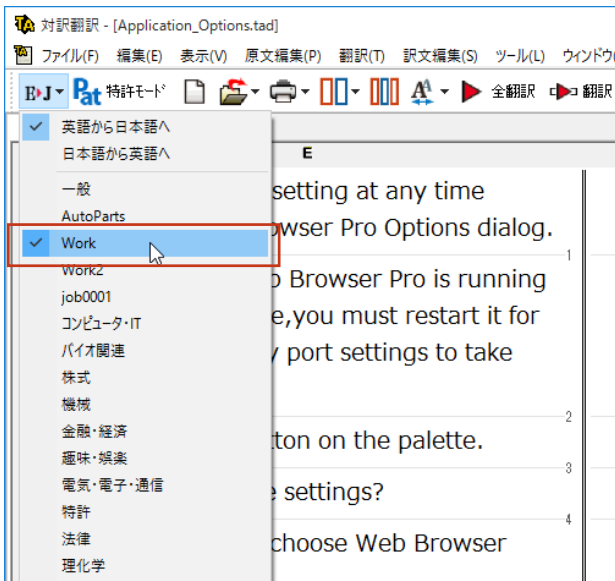 対訳翻訳 - [Application_Options.tad]
ファイル(F) 編集(E) 表示(V) 原文編集(P) 翻訳(T) 訳文編集(S) ツール(L) ウインドウ
E▸J Pat 特許モード 全翻訳 翻訳
英語から日本語へ
日本語から英語へ
E
一般
setting at any time
AutoParts
owser Pro Options dialog.
1
Work
Work2
Browser Pro is running
job0001
コンピュータ・IT
e,you must restart it for
バイオ関連
y port settings to take
株式
機械
2
金融・経済
tton on the palette.
趣味・娯楽
3
電気・電子・通信
e settings?
特許
4
法律
choose Web Browser
理化学